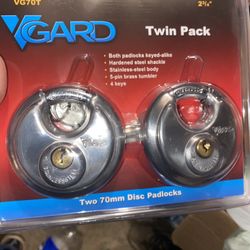 VG70T
2¾"
VGARD
Twin Pack
• Both padlocks keyed-alike
• Hardened steel shackle
• Stainless-steel body
• 5-pin brass tumbler
• 4 keys
Two 70mm Disc Padlocks